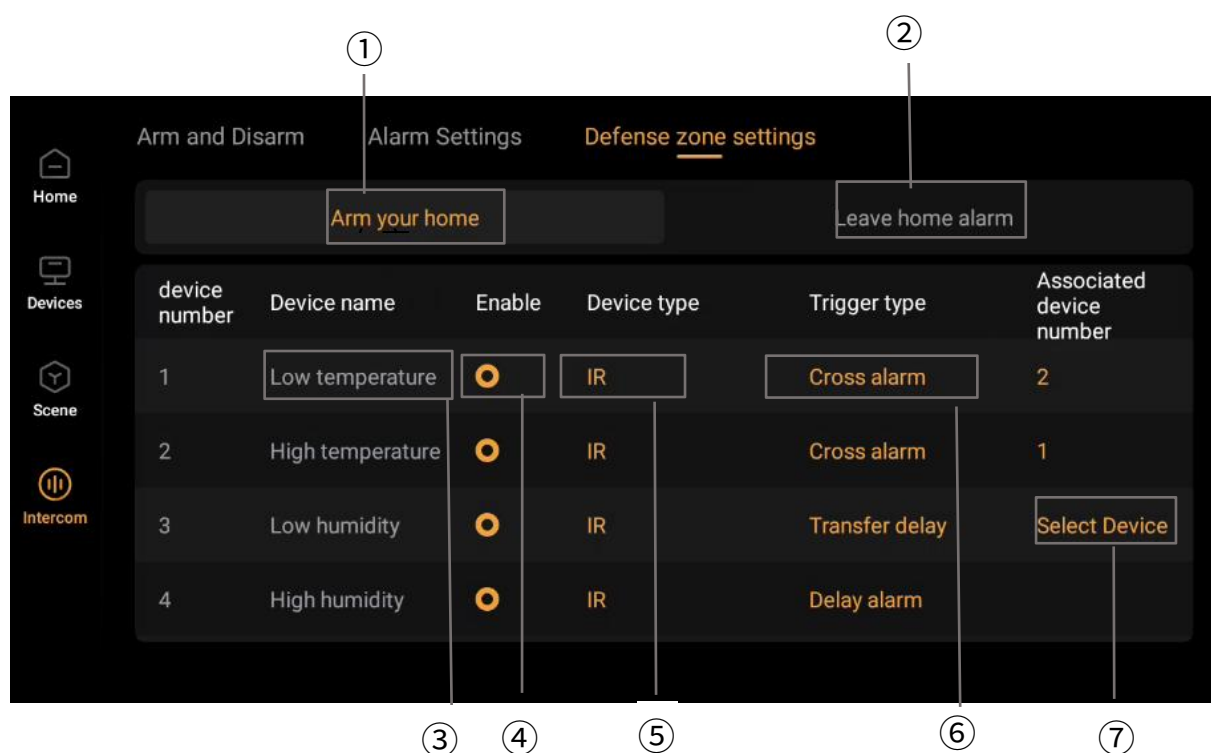 ①
②
Arm and Disarm
Alarm Settings
Defense zone settings
Home
Arm your home
Leave home alarm
Devices
device
number
Device name
Enable
Device type
Trigger type
Associated
device
number
1
Low temperature
IR
Cross alarm
2
Scene
2
High temperature
IR
Cross alarm
1
Intercom
3
Low humidity
IR
Transfer delay
Select Device
4
High humidity
IR
Delay alarm
③
④
⑤
⑥
⑦